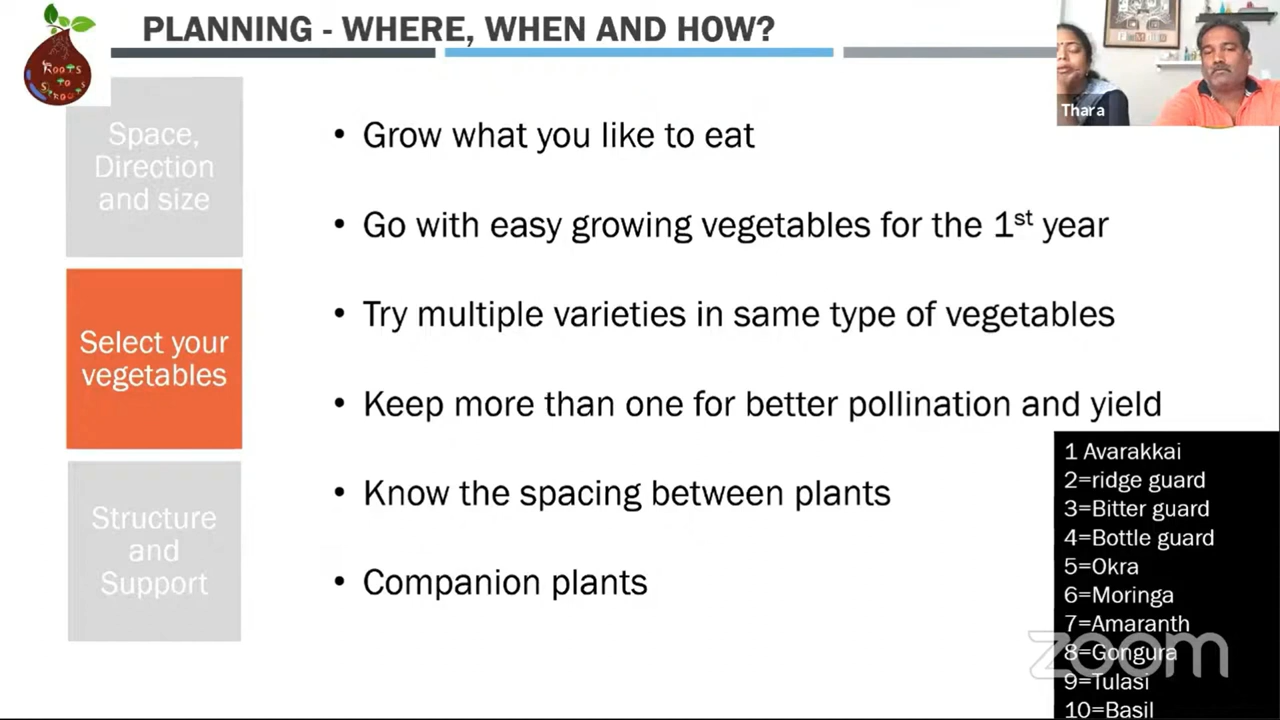 PLANNING - WHERE, WHEN AND HOW?
Roots
To
Sprouts
Thara
Space,
Direction
and size
Select your
vegetables
Structure
and
Support
• Grow what you like to eat
• Go with easy growing vegetables for the 1st year
• Try multiple varieties in same type of vegetables
• Keep more than one for better pollination and yield
• Know the spacing between plants
• Companion plants
1 Avarakkai
2=ridge guard
3=Bitter guard
4=Bottle guard
5=Okra
6=Moringa
7=Amaranth
8=Gongura
9=Tulasi
10=Basil
zoom